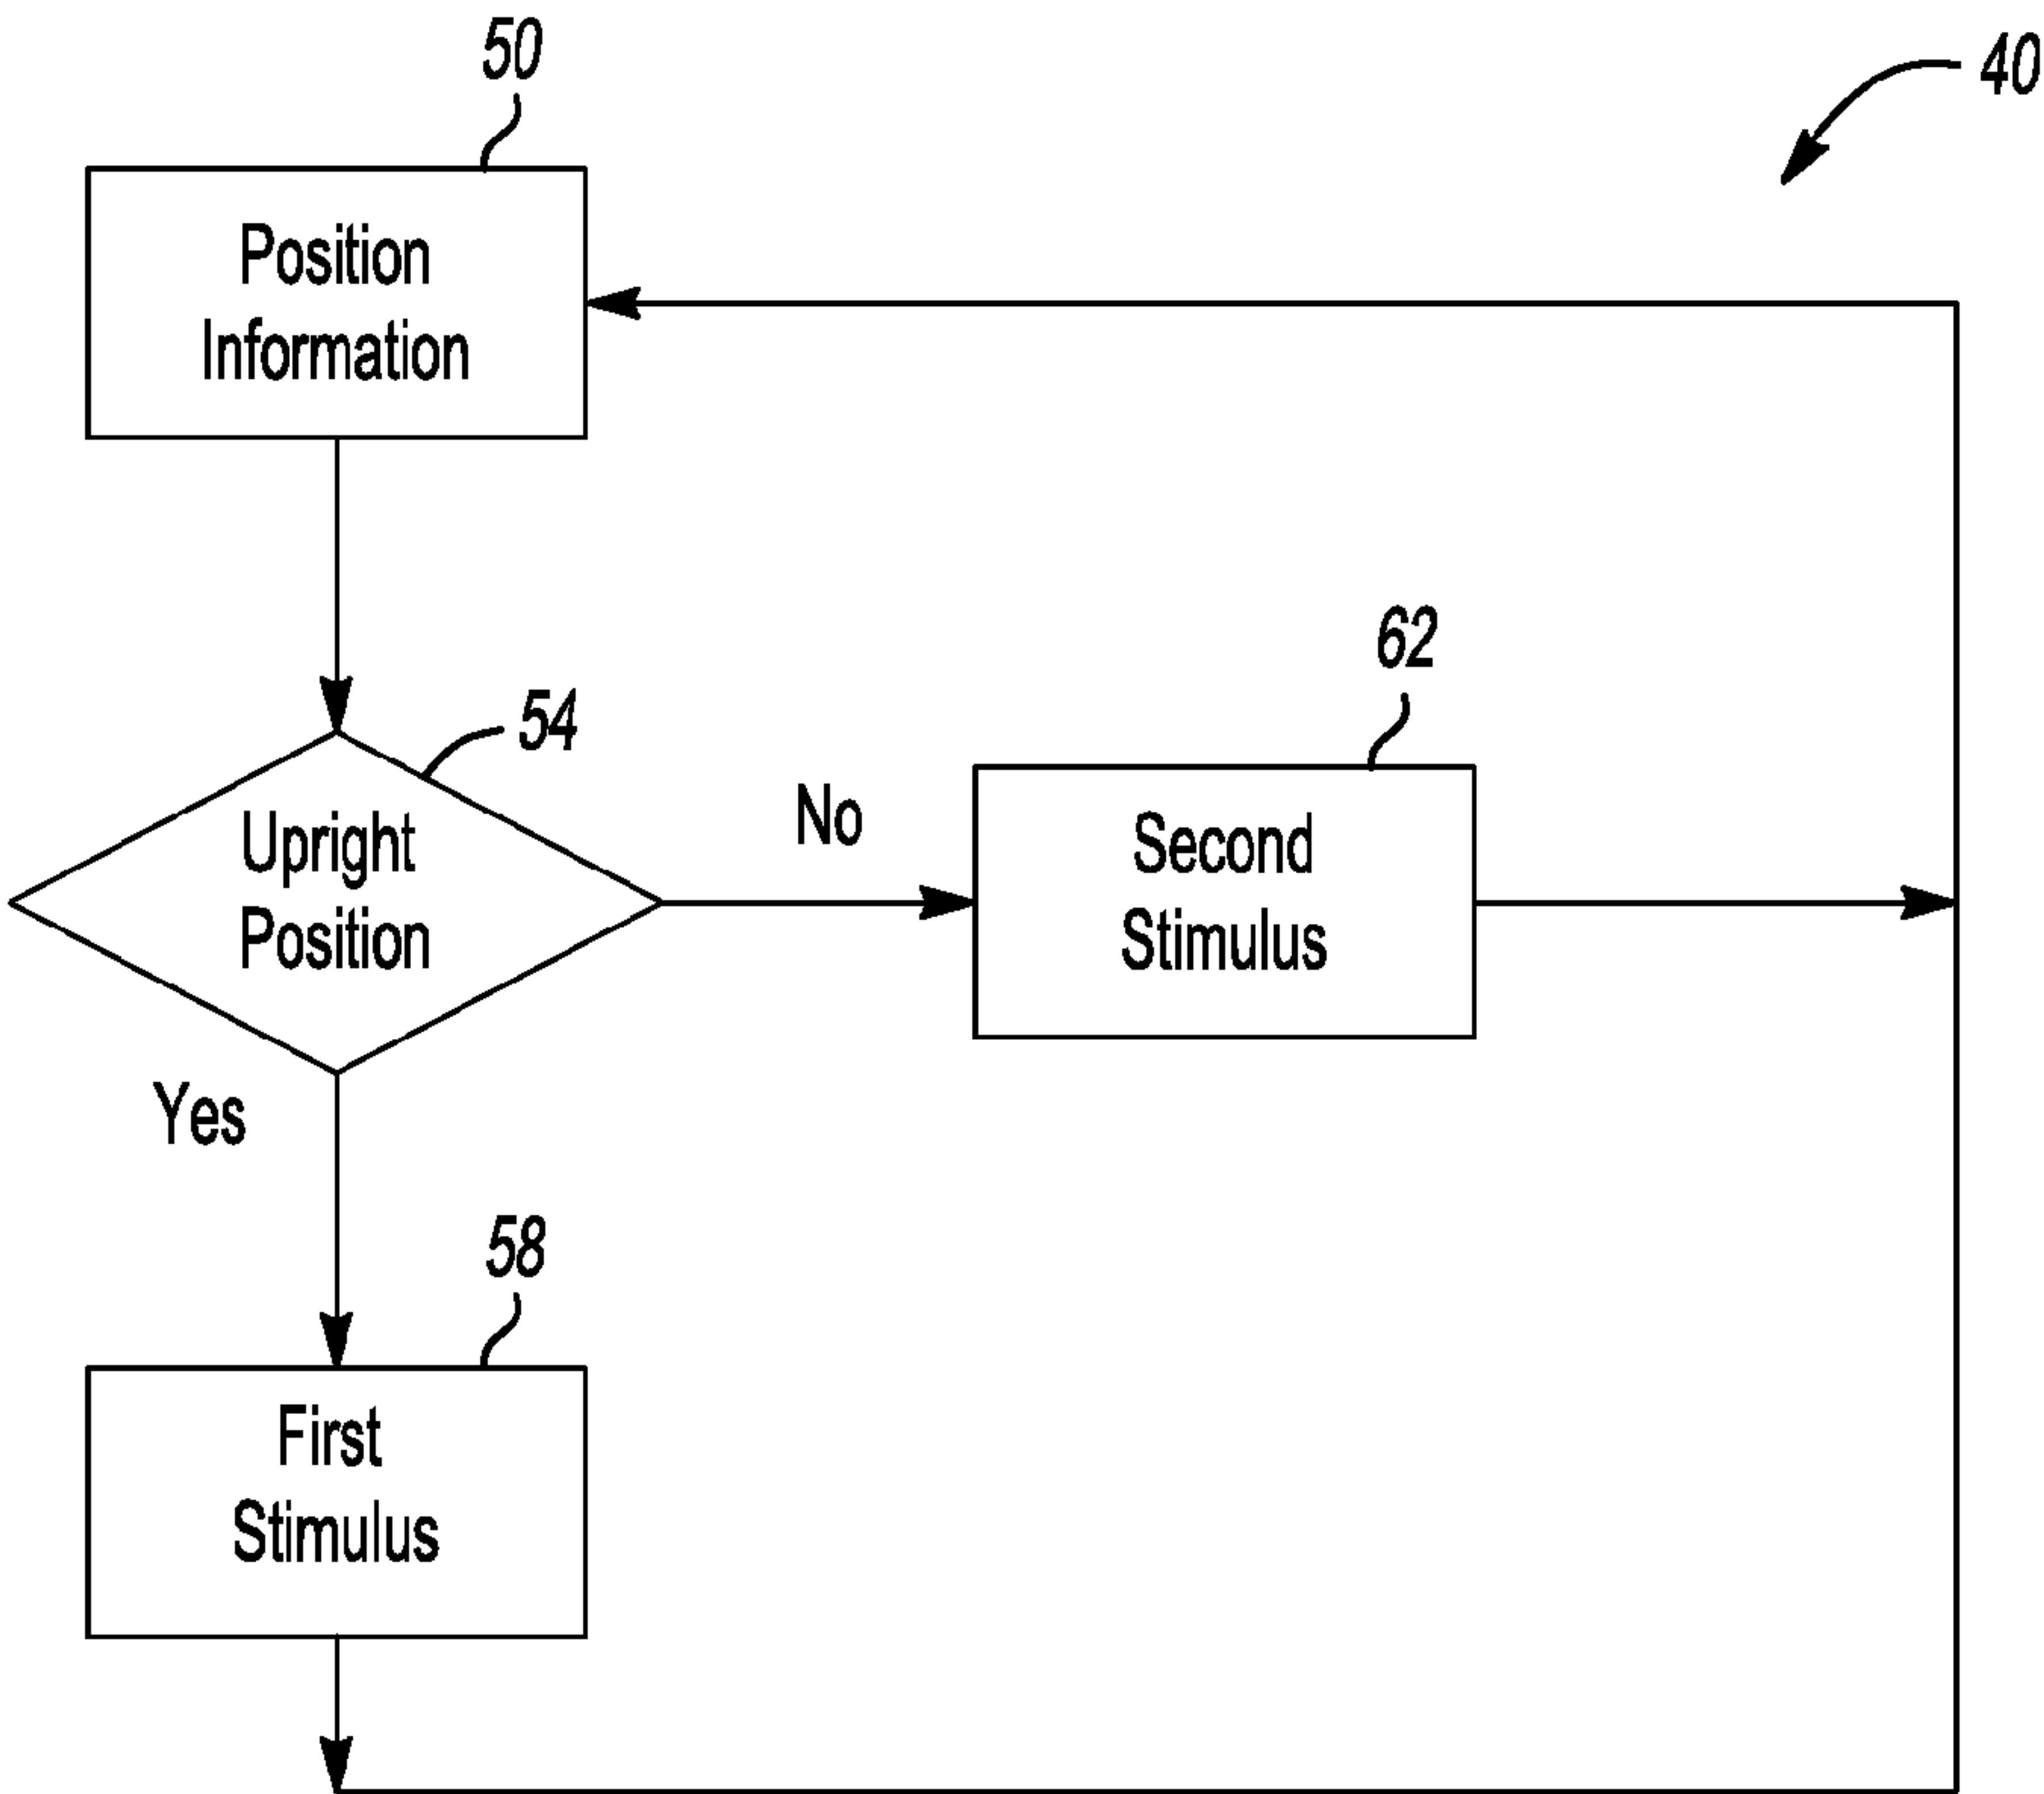 50
40
Position
Information
62
54
Upright
Position
No
Second
Stimulus
Yes
58
First
Stimulus